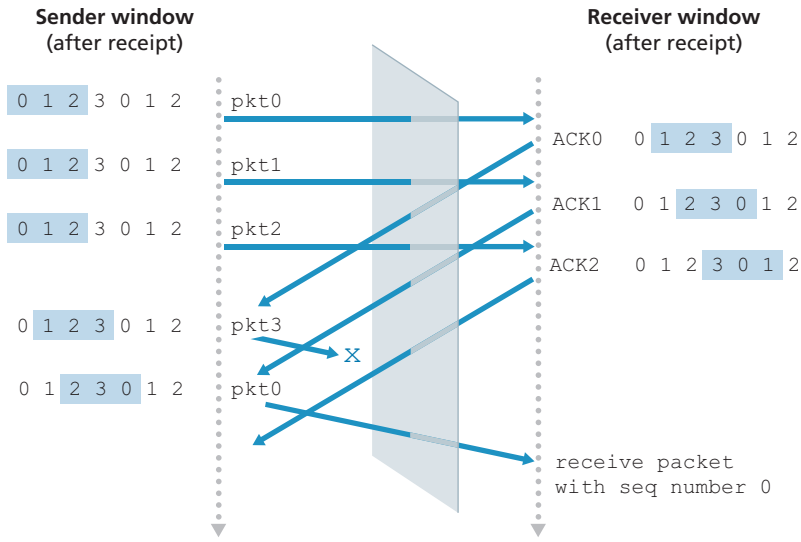 Sender window
(after receipt)
Receiver window
(after receipt)
0 1 2 3 0 1 2
pkt0
ACK0
0 1 2 3 0 1 2
0 1 2 3 0 1 2
pkt1
ACK1
0 1 2 3 0 1 2
0 1 2 3 0 1 2
pkt2
ACK2
0 1 2 3 0 1 2
0 1 2 3 0 1 2
pkt3
x
0 1 2 3 0 1 2
pkt0
receive packet
with seq number 0